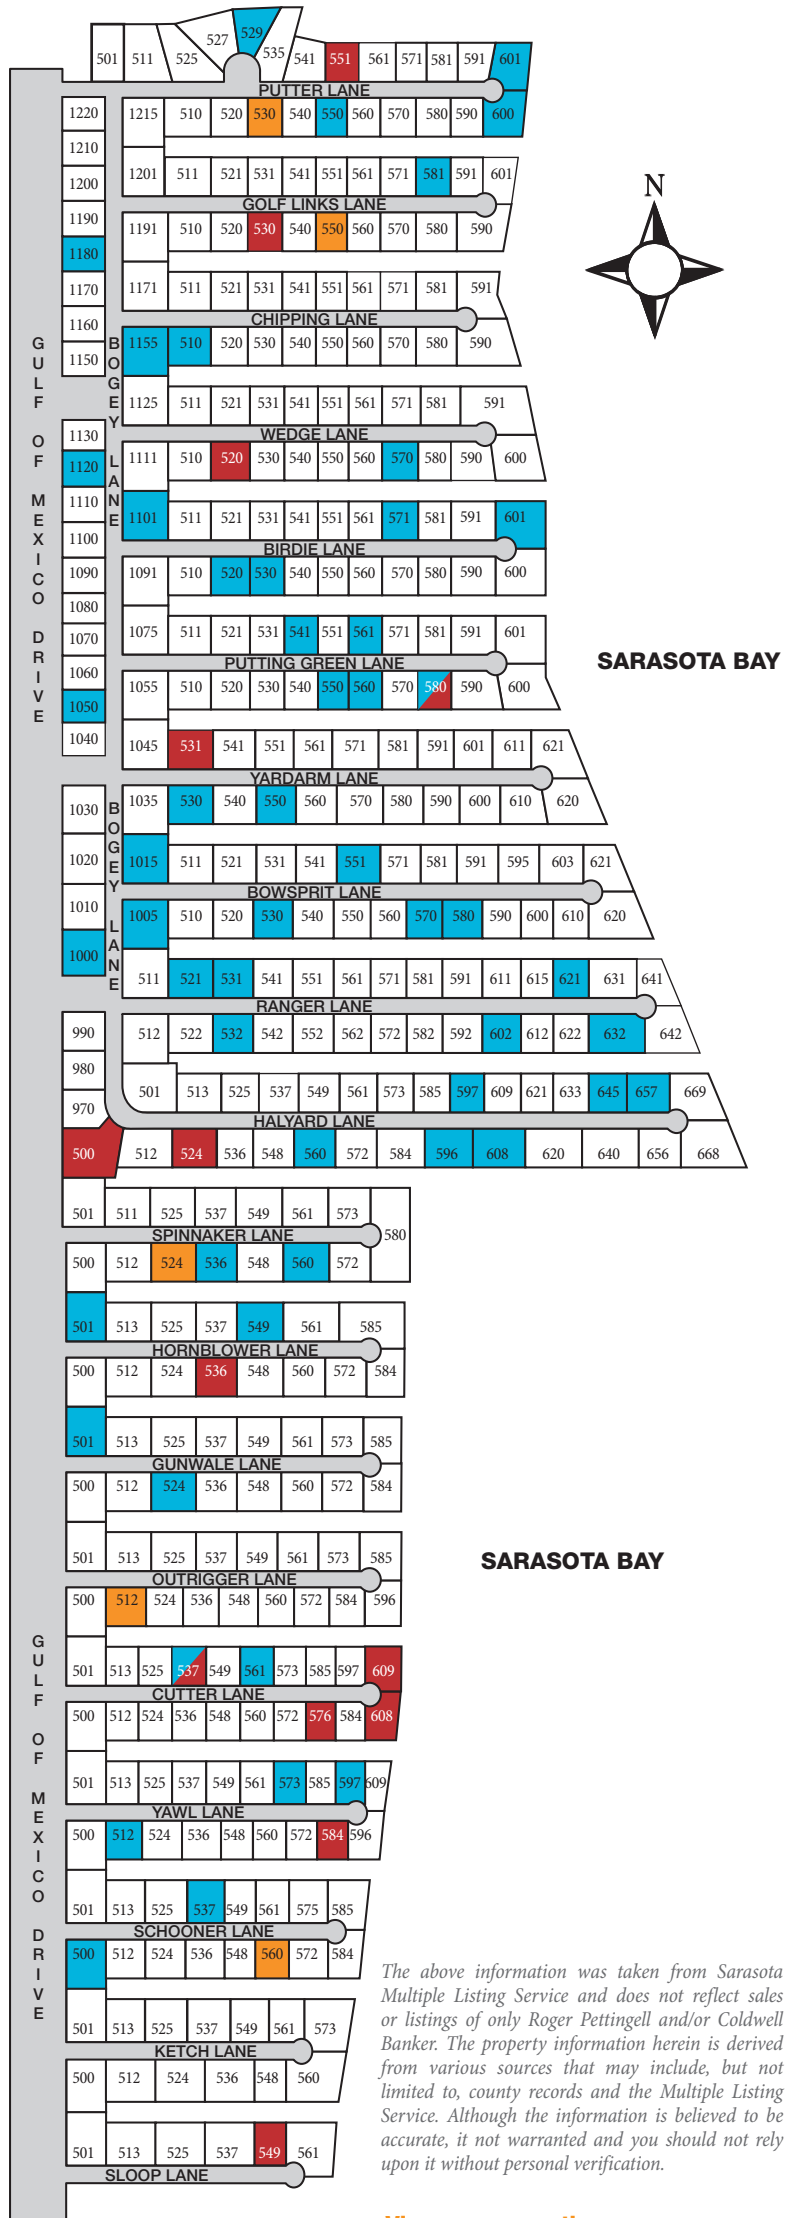 501 511 525 527 529 535 541 551 561 571 581 591 601
PUTTER LANE
1220 1215 510 520 530 540 550 560 570 580 590 600
1210
1200 1201 511 521 531 541 551 561 571 581 591 601
GOLF LINKS LANE
1190 1191 510 520 530 540 550 560 570 580 590
N
1180
1170 1171 511 521 531 541 551 561 571 581 591
CHIPPING LANE
1160
1150 1155 510 520 530 540 550 560 570 580 590
GULF OF MEXICO DRIVE
BOGEY LANE
1125 511 521 531 541 551 561 571 581 591
WEDGE LANE
1130
1120 1111 510 520 530 540 550 560 570 580 590 600
1110 1101 511 521 531 541 551 561 571 581 591 601
BIRDIE LANE
1100
1090 1091 510 520 530 540 550 560 570 580 590 600
1080
1070 1075 511 521 531 541 551 561 571 581 591 601
PUTTING GREEN LANE
SARASOTA BAY
1060 1055 510 520 530 540 550 560 570 580 590 600
1050
1040 1045 531 541 551 561 571 581 591 601 611 621
YARDARM LANE
1030 1035 530 540 550 560 570 580 590 600 610 620
BOGEY LANE
1020 1015 511 521 531 541 551 571 581 591 595 603 621
BOWSPRIT LANE
1010 1005 510 520 530 540 550 560 570 580 590 600 610 620
1000 511 521 531 541 551 561 571 581 591 611 615 621 631 641
RANGER LANE
990 512 522 532 542 552 562 572 582 592 602 612 622 632 642
980
970 501 513 525 537 549 561 573 585 597 609 621 633 645 657 669
HALYARD LANE
500 512 524 536 548 560 572 584 596 608 620 640 656 668
501 511 525 537 549 561 573 580
SPINNAKER LANE
500 512 524 536 548 560 572
501 513 525 537 549 561 585
HORNBLOWER LANE
500 512 524 536 548 560 572 584
501 513 525 537 549 561 573 585
GUNWALE LANE
500 512 524 536 548 560 572 584
501 513 525 537 549 561 573 585
OUTRIGGER LANE
SARASOTA BAY
500 512 524 536 548 560 572 584 596
GULF OF MEXICO DRIVE
501 513 525 537 549 561 573 585 597 609
CUTTER LANE
500 512 524 536 548 560 572 576 584 608
501 513 525 537 549 561 573 585 597 609
YAWL LANE
500 512 524 536 548 560 572 584 596
501 513 525 537 549 561 575 585
SCHOONER LANE
500 512 524 536 548 560 572 584
501 513 525 537 549 561 573
KETCH LANE
500 512 524 536 548 560
501 513 525 537 549 561
SLOOP LANE
The above information was taken from Sarasota
Multiple Listing Service and does not reflect sales
or listings of only Roger Pettingell and/or Coldwell
Banker. The property information herein is derived
from various sources that may include, but not
limited to, county records and the Multiple Listing
Service. Although the information is believed to be
accurate, it not warranted and you should not rely
upon it without personal verification.